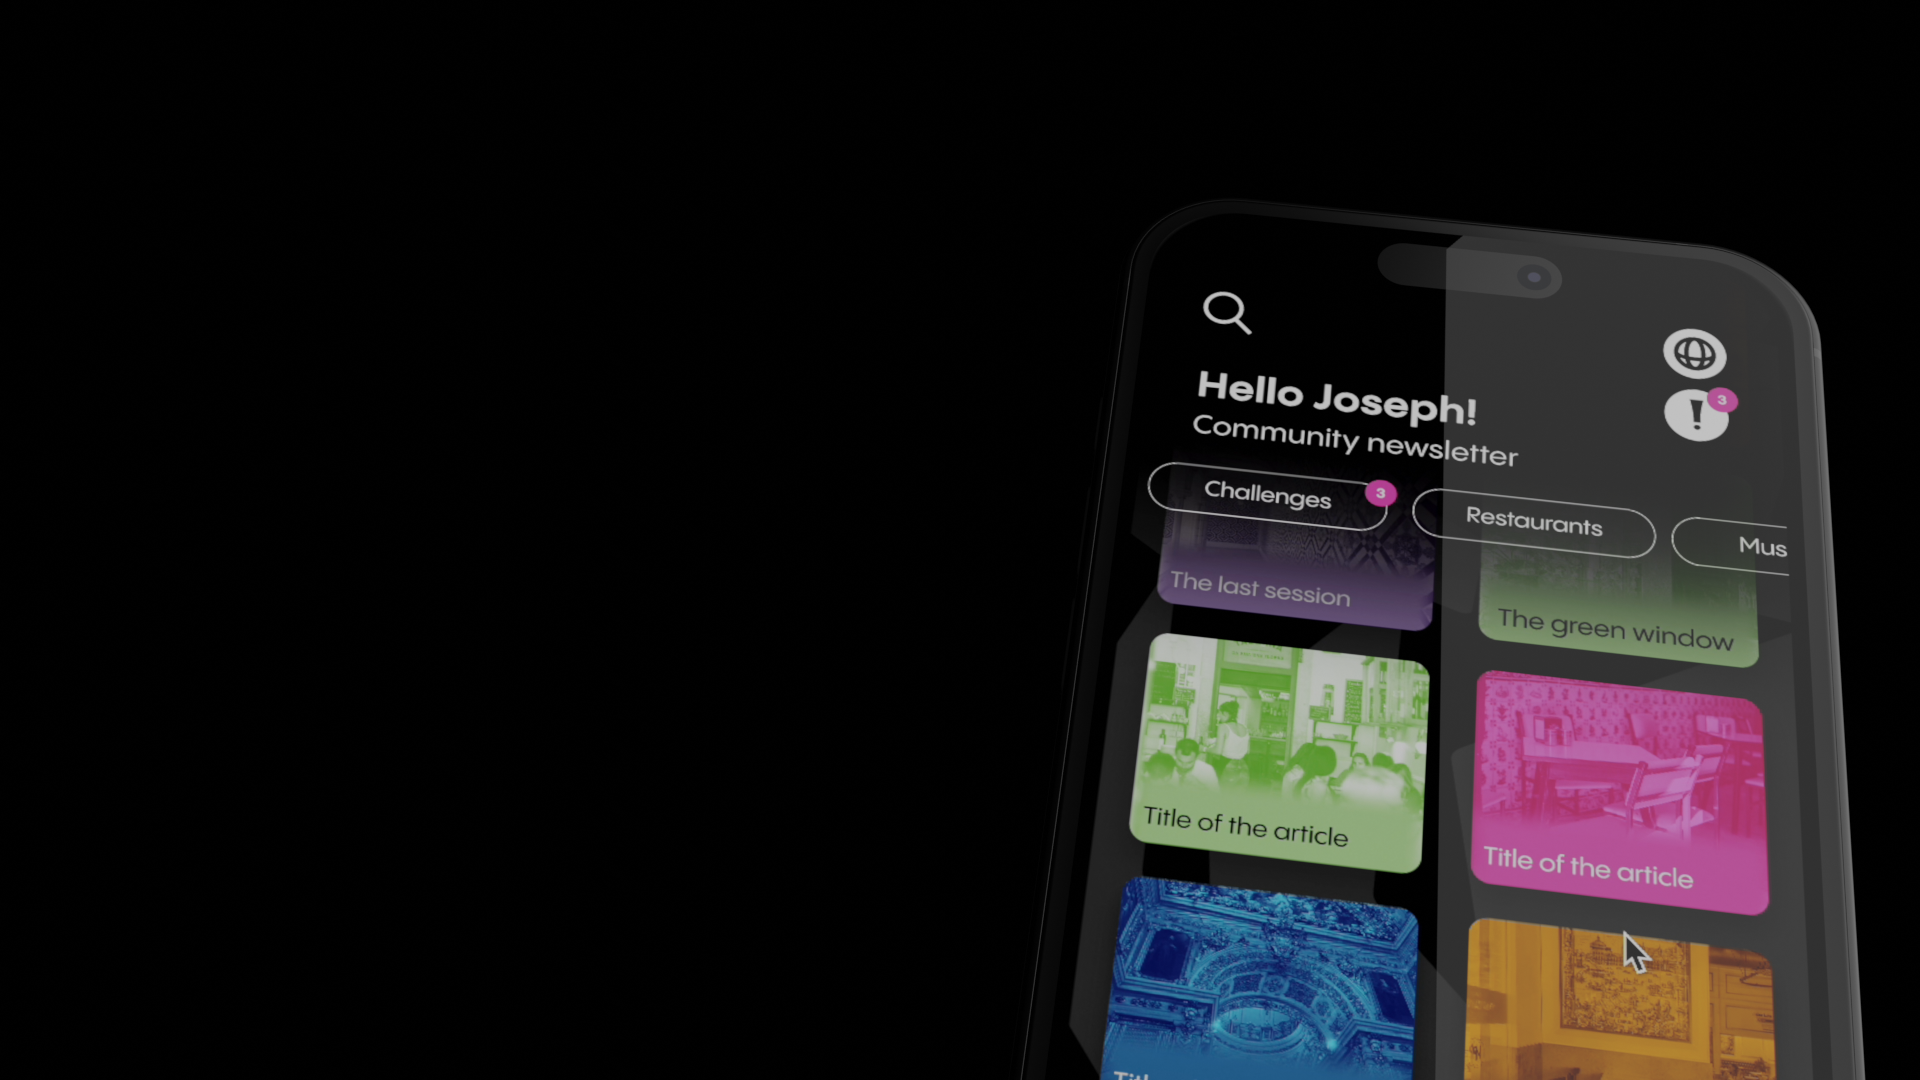 Hello Joseph!
3
Community newsletter
Challenges
3
Restaurants
Mus
The last session
The green window
Title of the article
Title of the article